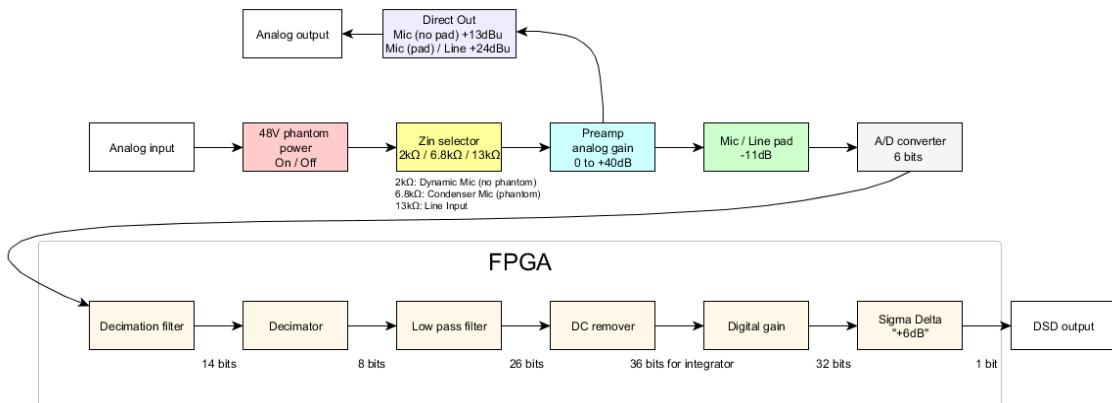 Direct Out
Mic (no pad) +13dBu
Mic (pad) / Line +24dBu
Analog output
Analog input
48V phantom
power
On / Off
Zin selector
2kΩ / 6.8kΩ / 13kΩ
Preamp
analog gain
0 to +40dB
Mic / Line pad
-11dB
A/D converter
6 bits
2kΩ: Dynamic Mic (no phantom)
6.8kΩ: Condenser Mic (phantom)
13kΩ: Line Input
FPGA
Decimation filter
Decimator
Low pass filter
DC remover
Digital gain
Sigma Delta
"+6dB"
DSD output
14 bits
8 bits
26 bits
36 bits for integrator
32 bits
1 bit